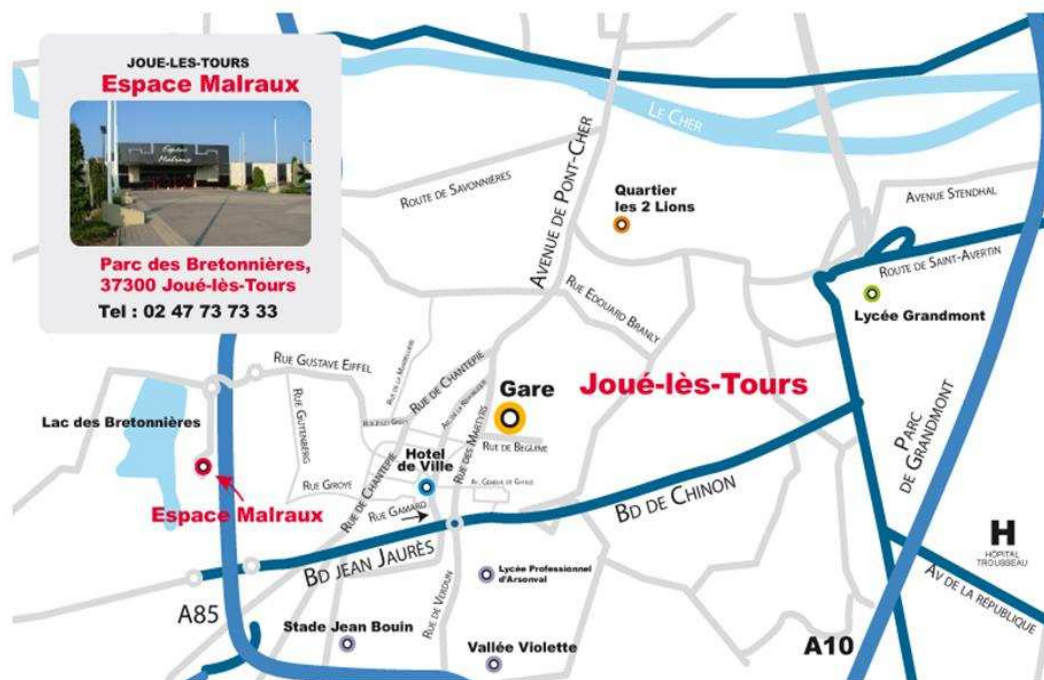 JOUE-LES-TOURS
Espace Malraux
Espace
Malraux
Parc des Bretonnières,
37300 Joué-lès-Tours
Tel : 02 47 73 73 33
LE CHER
ROUTE DE SAVONNIÈRES
AVENUE DE PONT-CHER
Quartier
les 2 Lions
AVENUE STENDHAL
ROUTE DE SAINT-AVERTIN
Lycée Grandmont
RUE EDOUARD BRANLY
RUE GUSTAVE EIFFEL
RUE DE CHANTEPIE
Gare
Joué-lès-Tours
Lac des Bretonnières
RUE GUTENBERG
RUE DES MARTYRS
RUE DE BEGUINE
PARC
DE GRANDMONT
Hotel
de Ville
RUE GIROYE
RUE DE CHANTEPIE
RUE GAMARD
AV. GÉNÉRAL DE GAULLE
BD DE CHINON
Espace Malraux
BD JEAN JAURÈS
H
HÔPITAL
TROUSSEAU
Lycée Professionnel
d'Arsonval
AV DE LA RÉPUBLIQUE
A85
RUE DE VERDUN
Stade Jean Bouin
Vallée Violette
A10